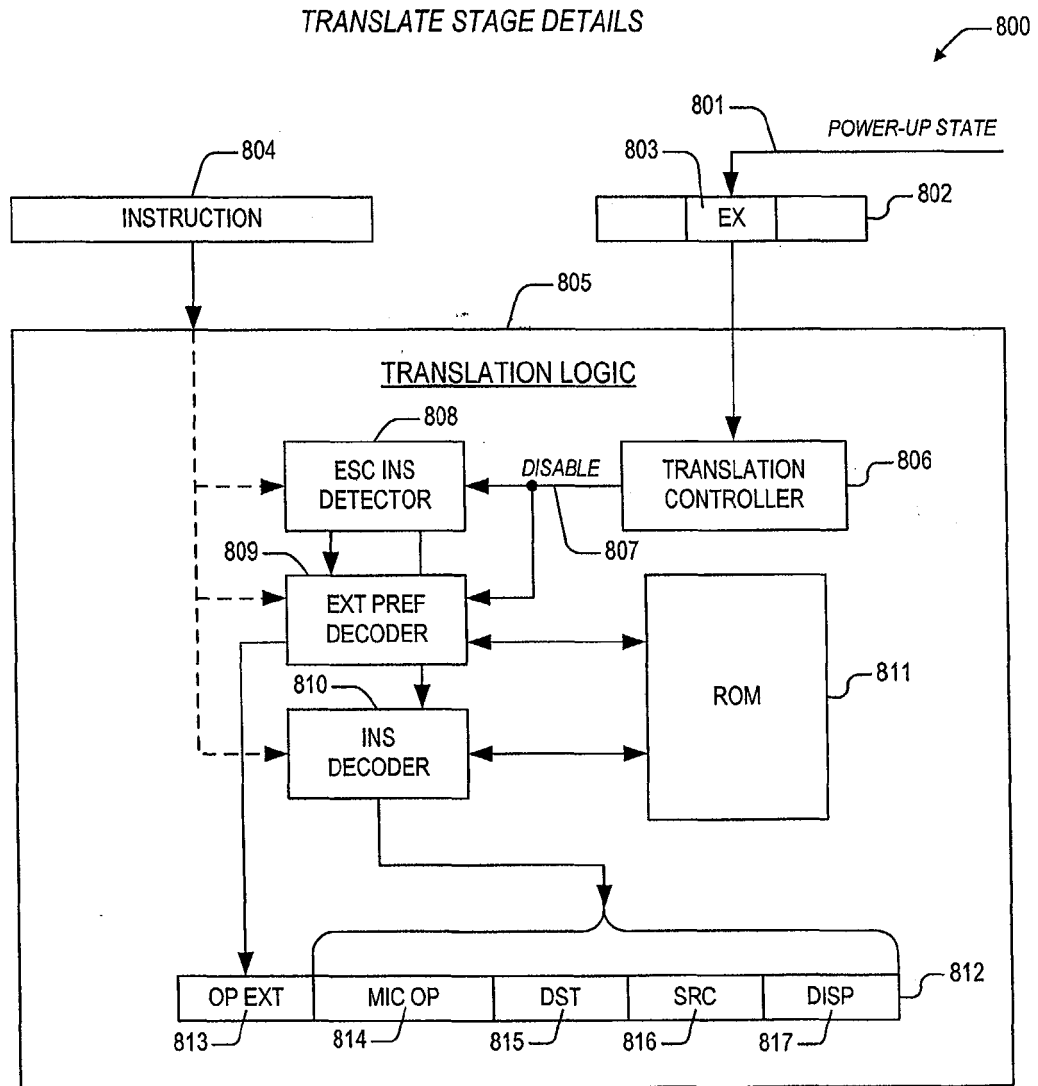 TRANSLATE STAGE DETAILS
800
801
POWER-UP STATE
804
803
802
INSTRUCTION
EX
805
TRANSLATION LOGIC
808
ESC INS
DETECTOR
DISABLE
807
TRANSLATION
CONTROLLER
806
809
EXT PREF
DECODER
810
INS
DECODER
ROM
811
OP EXT
MIC OP
DST
SRC
DISP
812
813
814
815
816
817